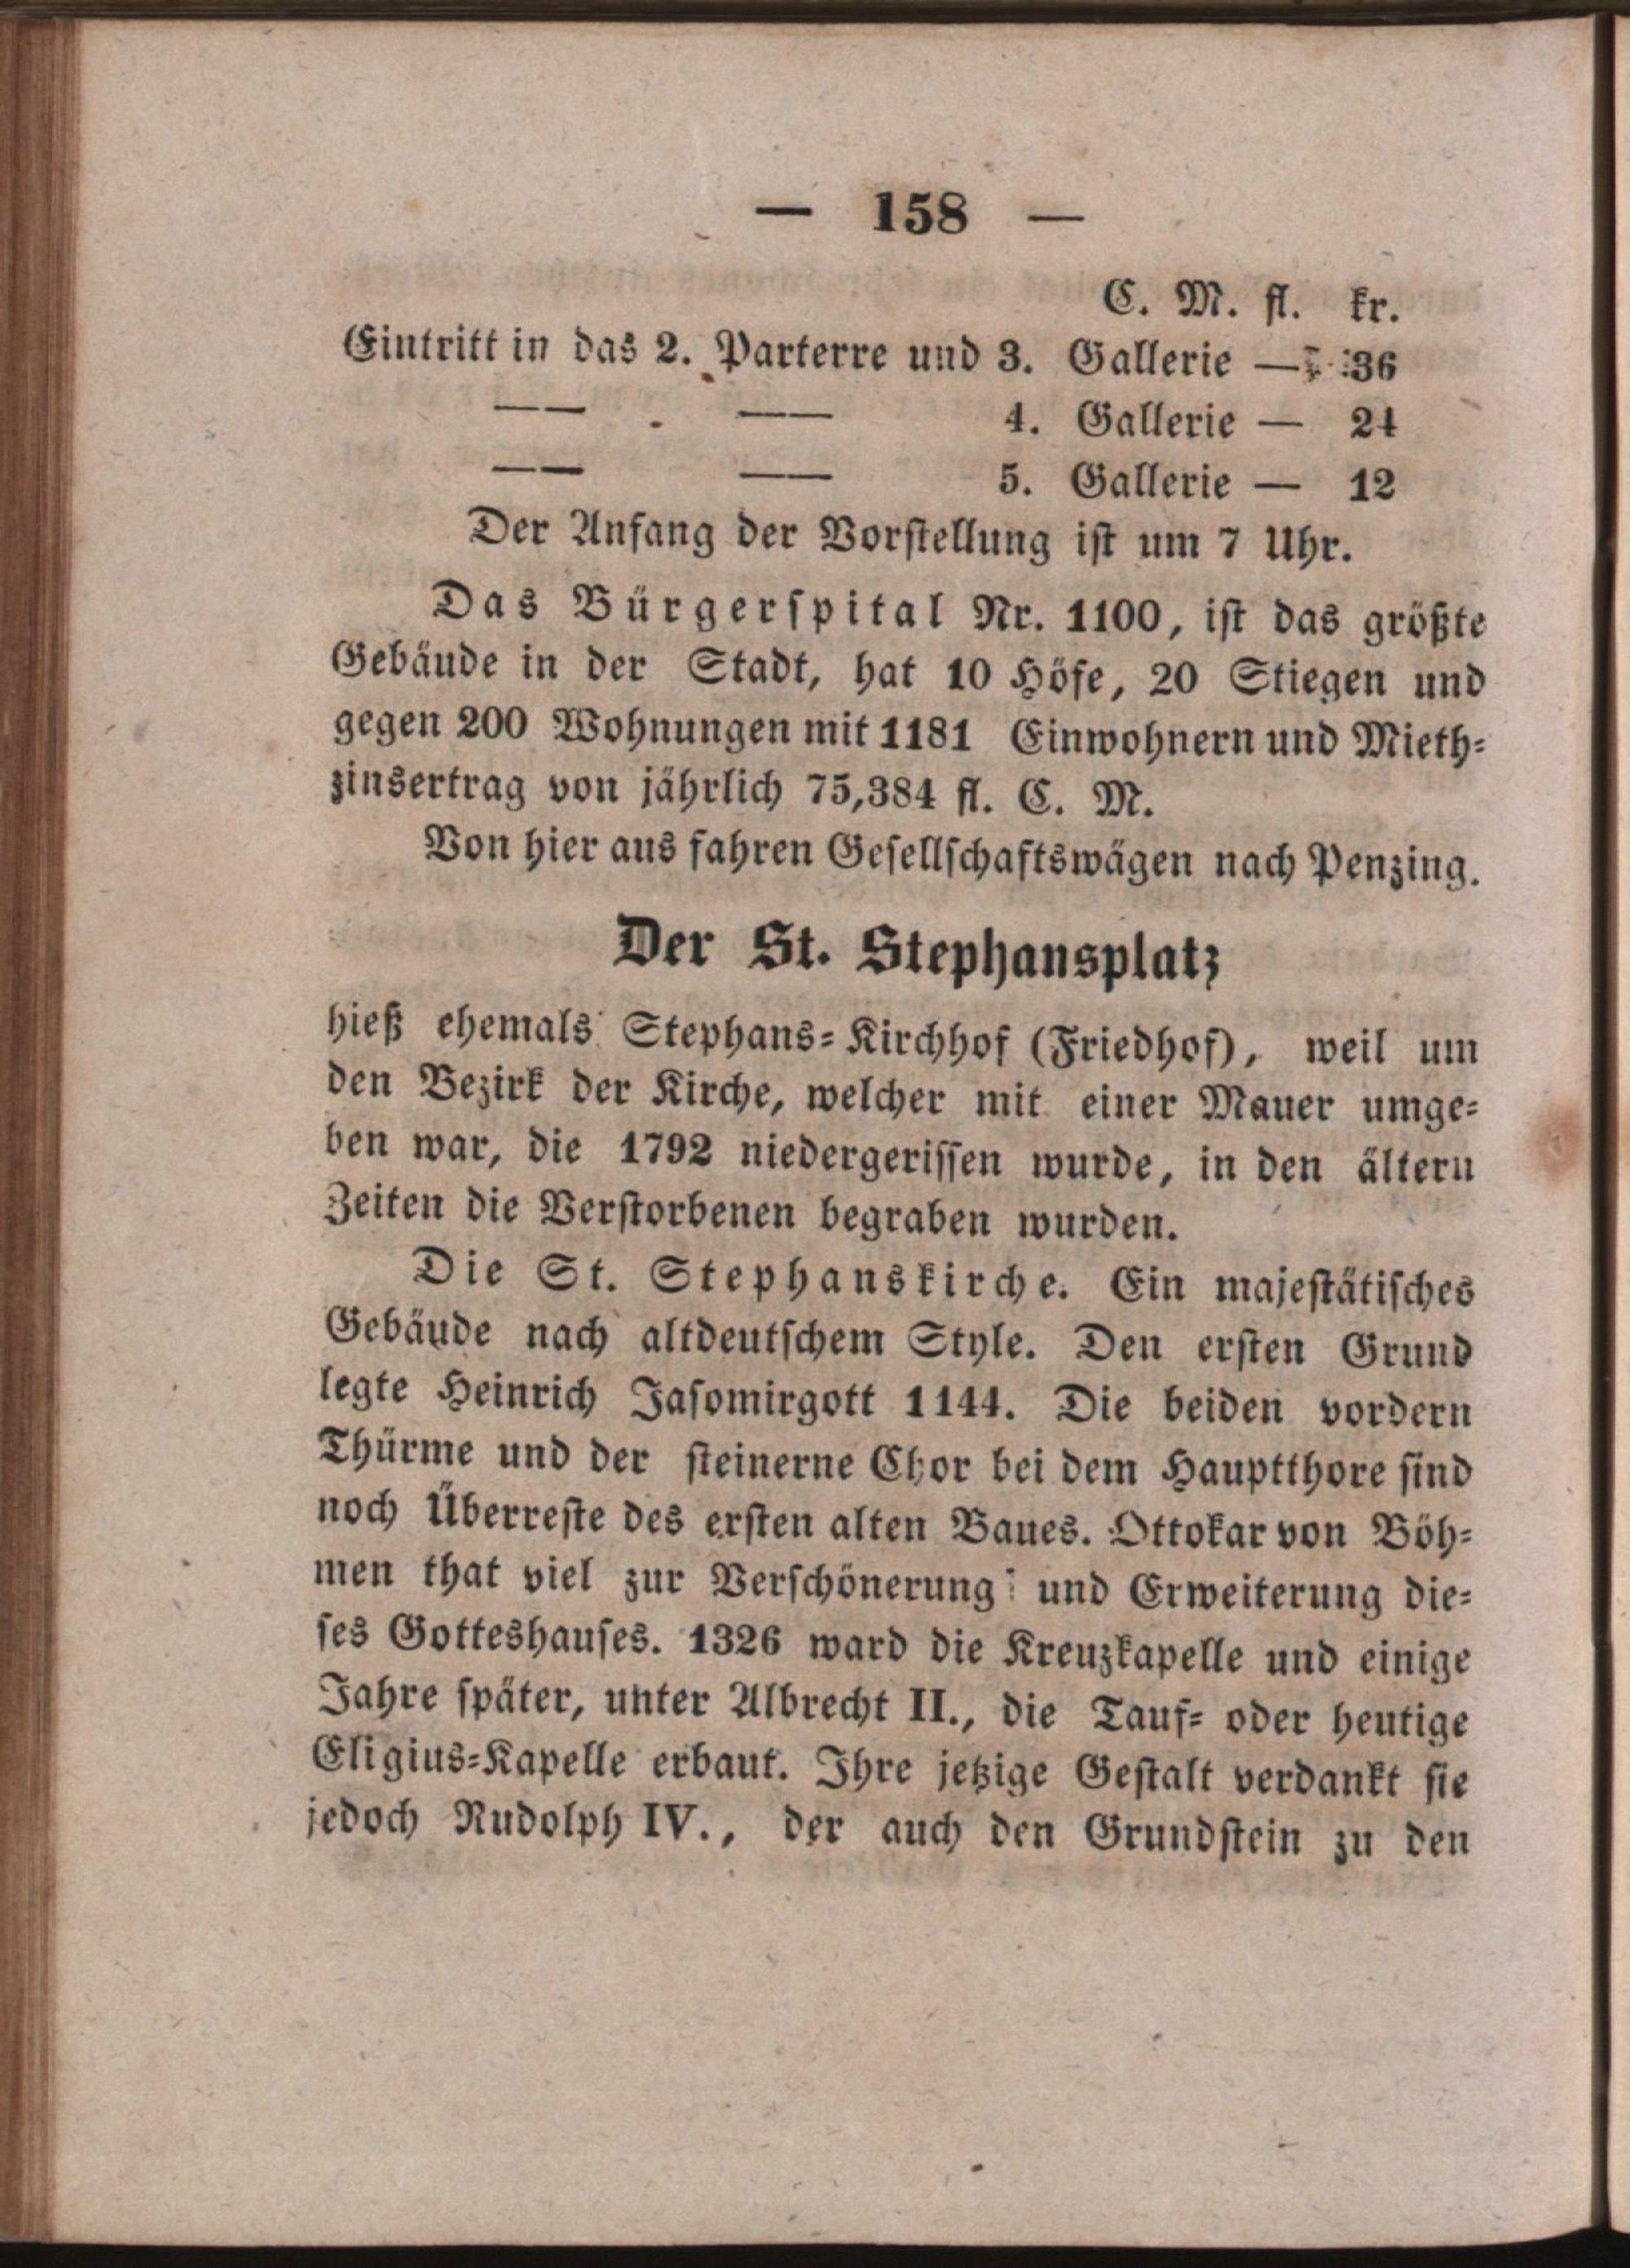 — 158 —
C. M. fl. kr.
Eintritt in das 2. Parterre und 3. Gallerie — 36
—— —— 4. Gallerie — 24
—— —— 5. Gallerie — 12
Der Anfang der Vorstellung ist um 7 Uhr.
Das Bürgerspital Nr. 1100, ist das größte
Gebäude in der Stadt, hat 10 Höfe, 20 Stiegen und
gegen 200 Wohnungen mit 1181 Einwohnern und Mieth-
zinsertrag von jährlich 75,384 fl. C. M.
Von hier aus fahren Gesellschaftswägen nach Penzing.
Der St. Stephansplatz
hieß ehemals Stephans-Kirchhof (Friedhof), weil um
den Bezirk der Kirche, welcher mit einer Mauer umge-
ben war, die 1792 niedergerissen wurde, in den ältern
Zeiten die Verstorbenen begraben wurden.
Die St. Stephanskirche. Ein majestätisches
Gebäude nach altdeutschem Style. Den ersten Grund
legte Heinrich Jasomirgott 1144. Die beiden vordern
Thürme und der steinerne Chor bei dem Hauptthore sind
noch Überreste des ersten alten Baues. Ottokar von Böh-
men that viel zur Verschönerung und Erweiterung die-
ses Gotteshauses. 1326 ward die Kreuzkapelle und einige
Jahre später, unter Albrecht II., die Tauf- oder heutige
Eligius-Kapelle erbaut. Ihre jetzige Gestalt verdankt sie
jedoch Rudolph IV., der auch den Grundstein zu den